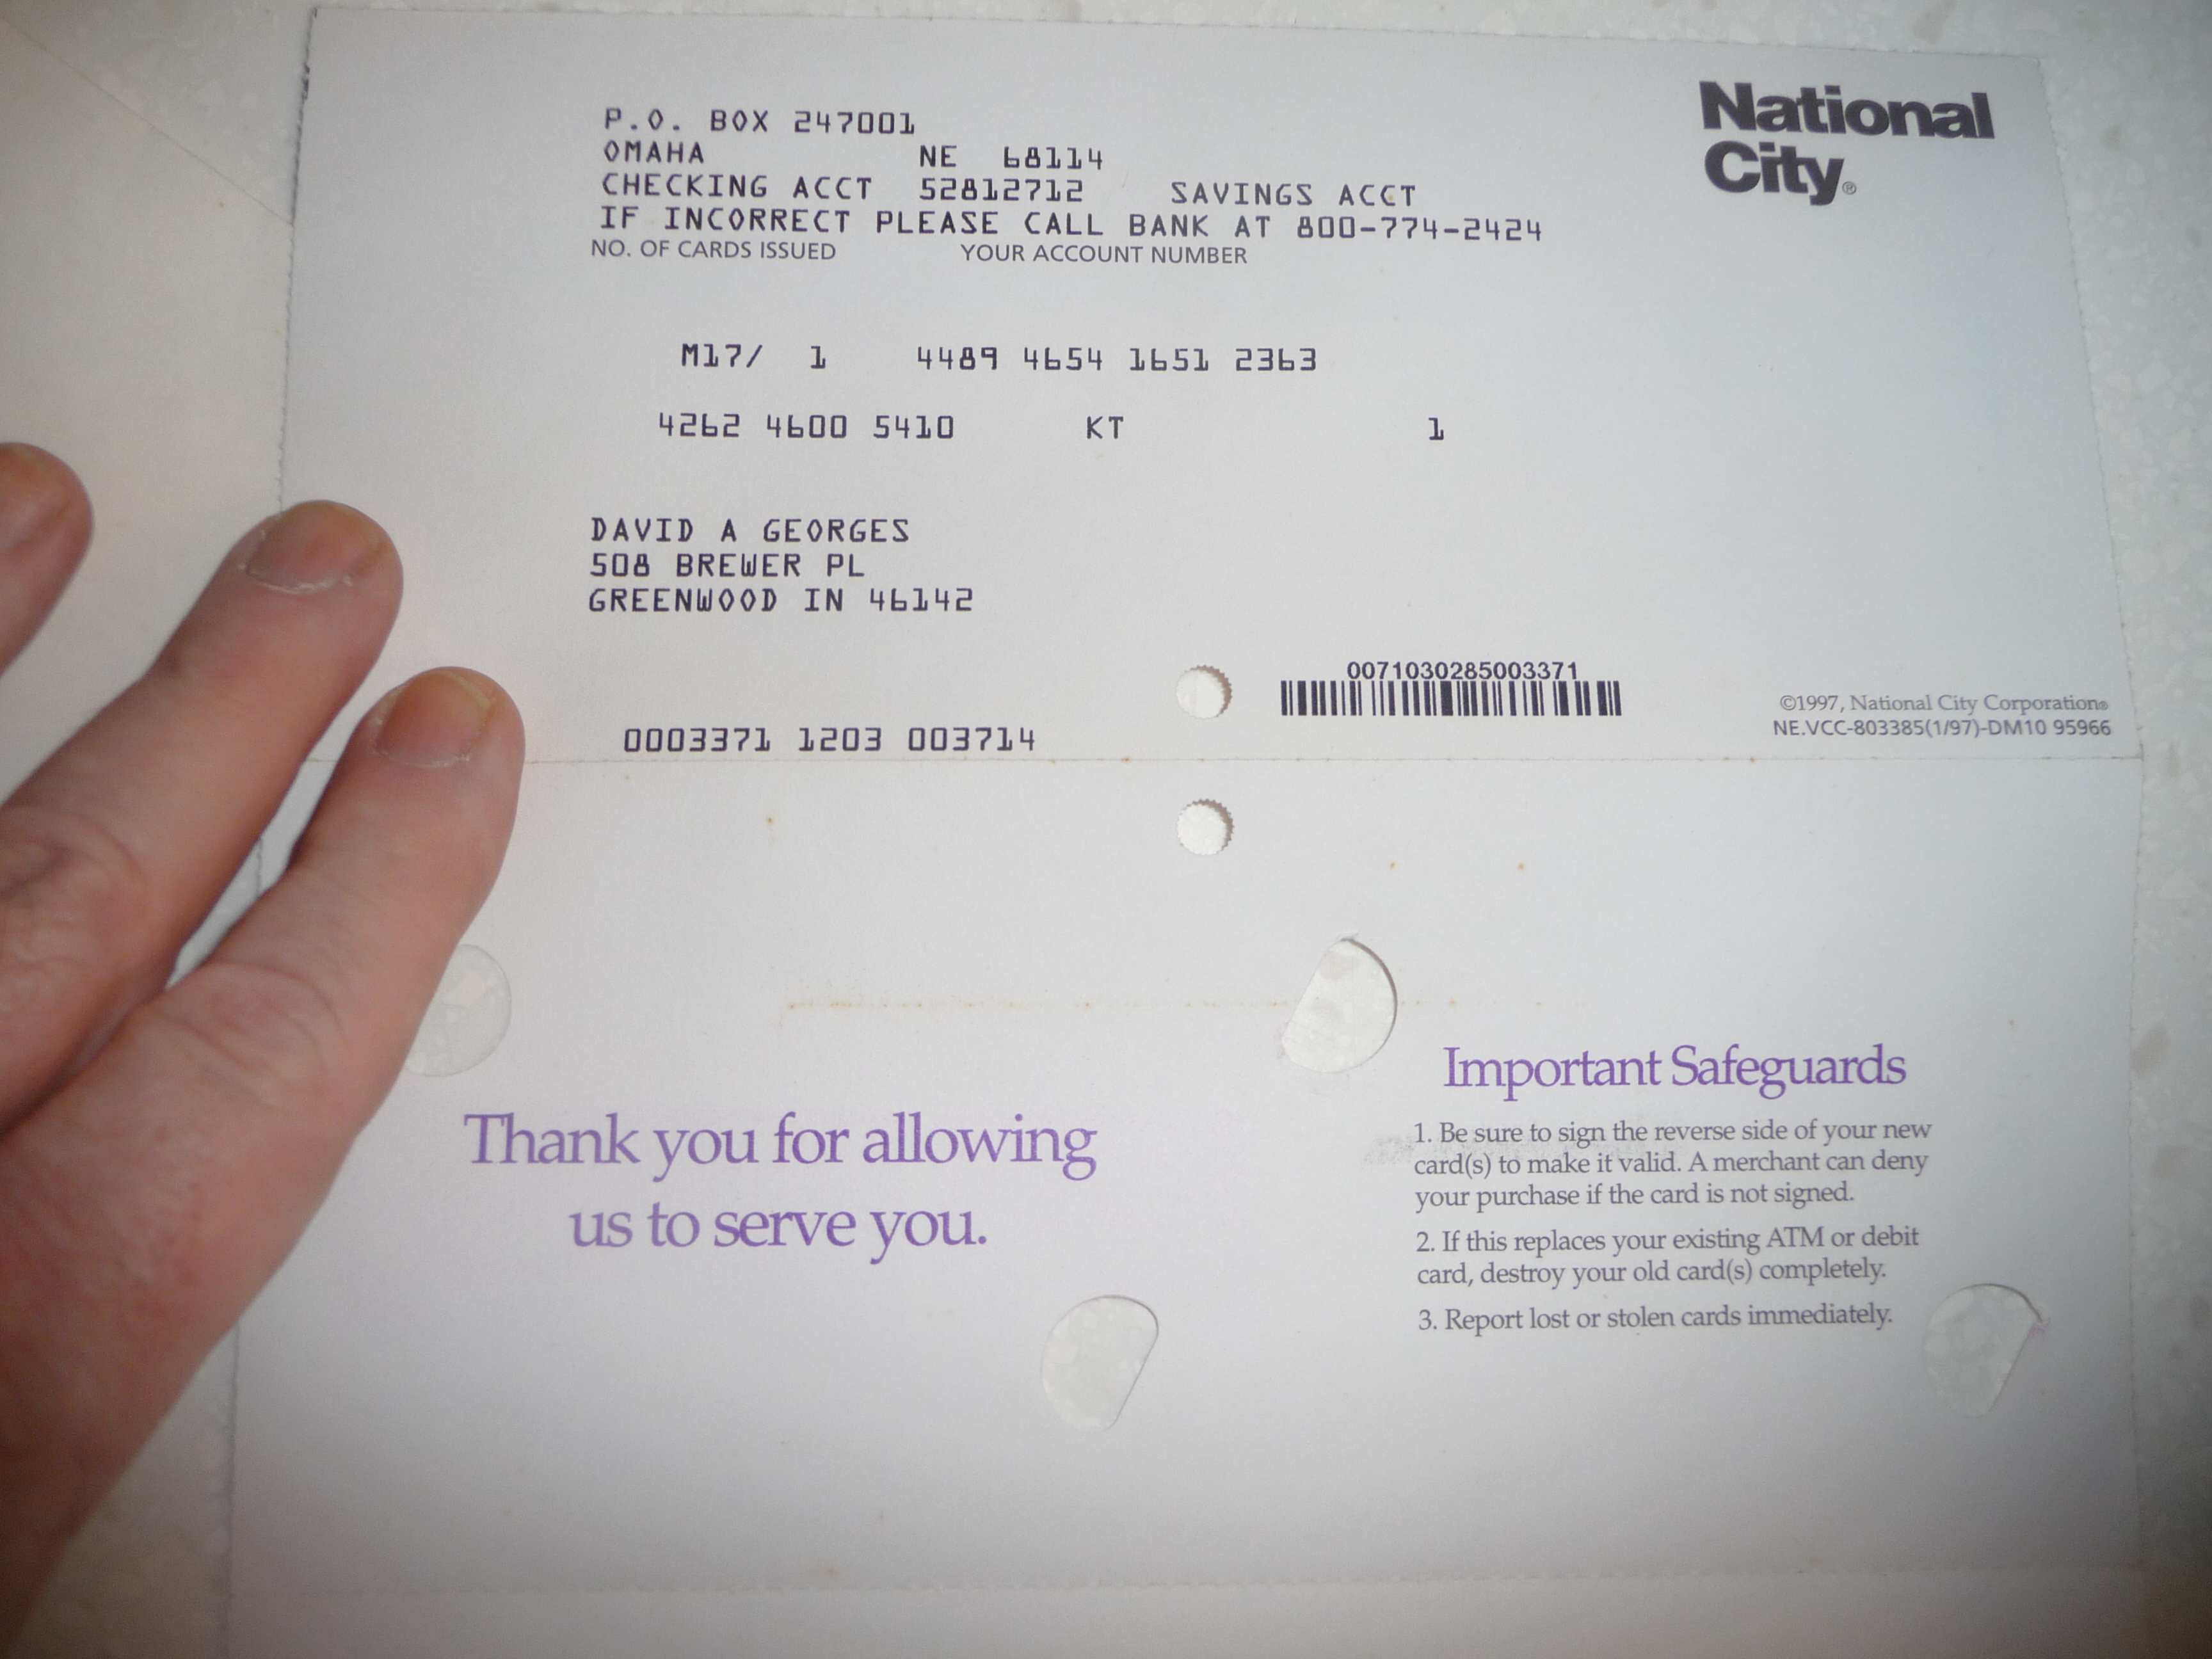 National
City®
P.O. BOX 247001
OMAHA NE 68114
CHECKING ACCT 52812712 SAVINGS ACCT
IF INCORRECT PLEASE CALL BANK AT 800-774-2424
NO. OF CARDS ISSUED YOUR ACCOUNT NUMBER
M17/ 1 4489 4654 1651 2363
4262 4600 5410 KT 1
DAVID A GEORGES
508 BREWER PL
GREENWOOD IN 46142
0071030285003371
©1997, National City Corporation®
NE.VCC-803385(1/97)-DM10 95966
0003371 1203 003714
Thank you for allowing
us to serve you.
Important Safeguards
1. Be sure to sign the reverse side of your new
card(s) to make it valid. A merchant can deny
your purchase if the card is not signed.
2. If this replaces your existing ATM or debit
card, destroy your old card(s) completely.
3. Report lost or stolen cards immediately.